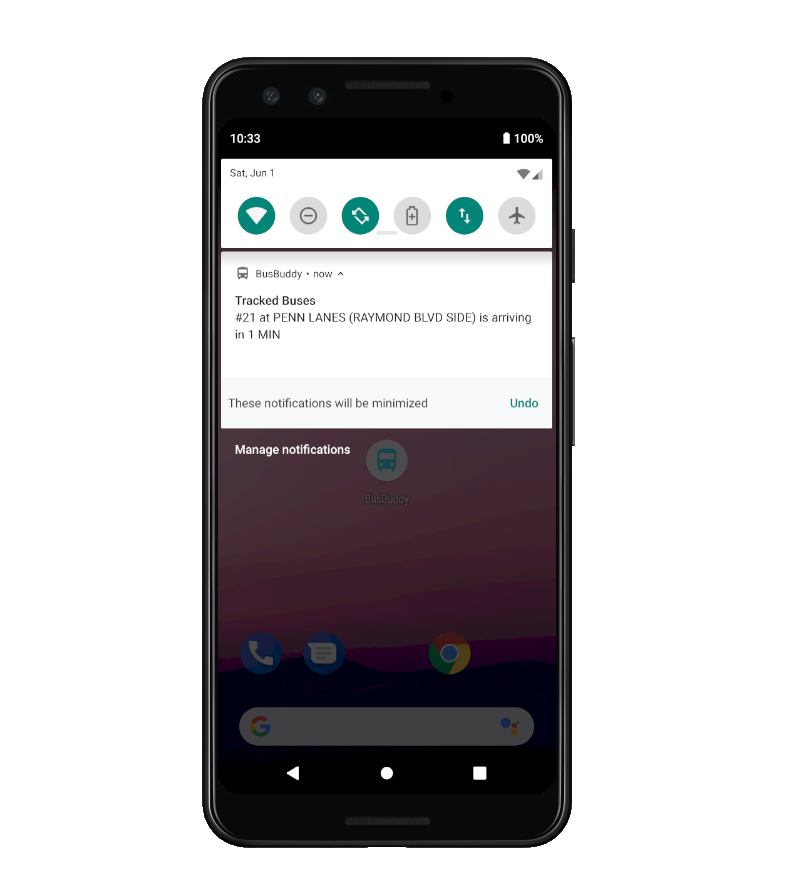 10:33
100%
Sat, Jun 1
BusBuddy • now
Tracked Buses
#21 at PENN LANES (RAYMOND BLVD SIDE) is arriving
in 1 MIN
These notifications will be minimized
Undo
Manage notifications
BusBuddy
G